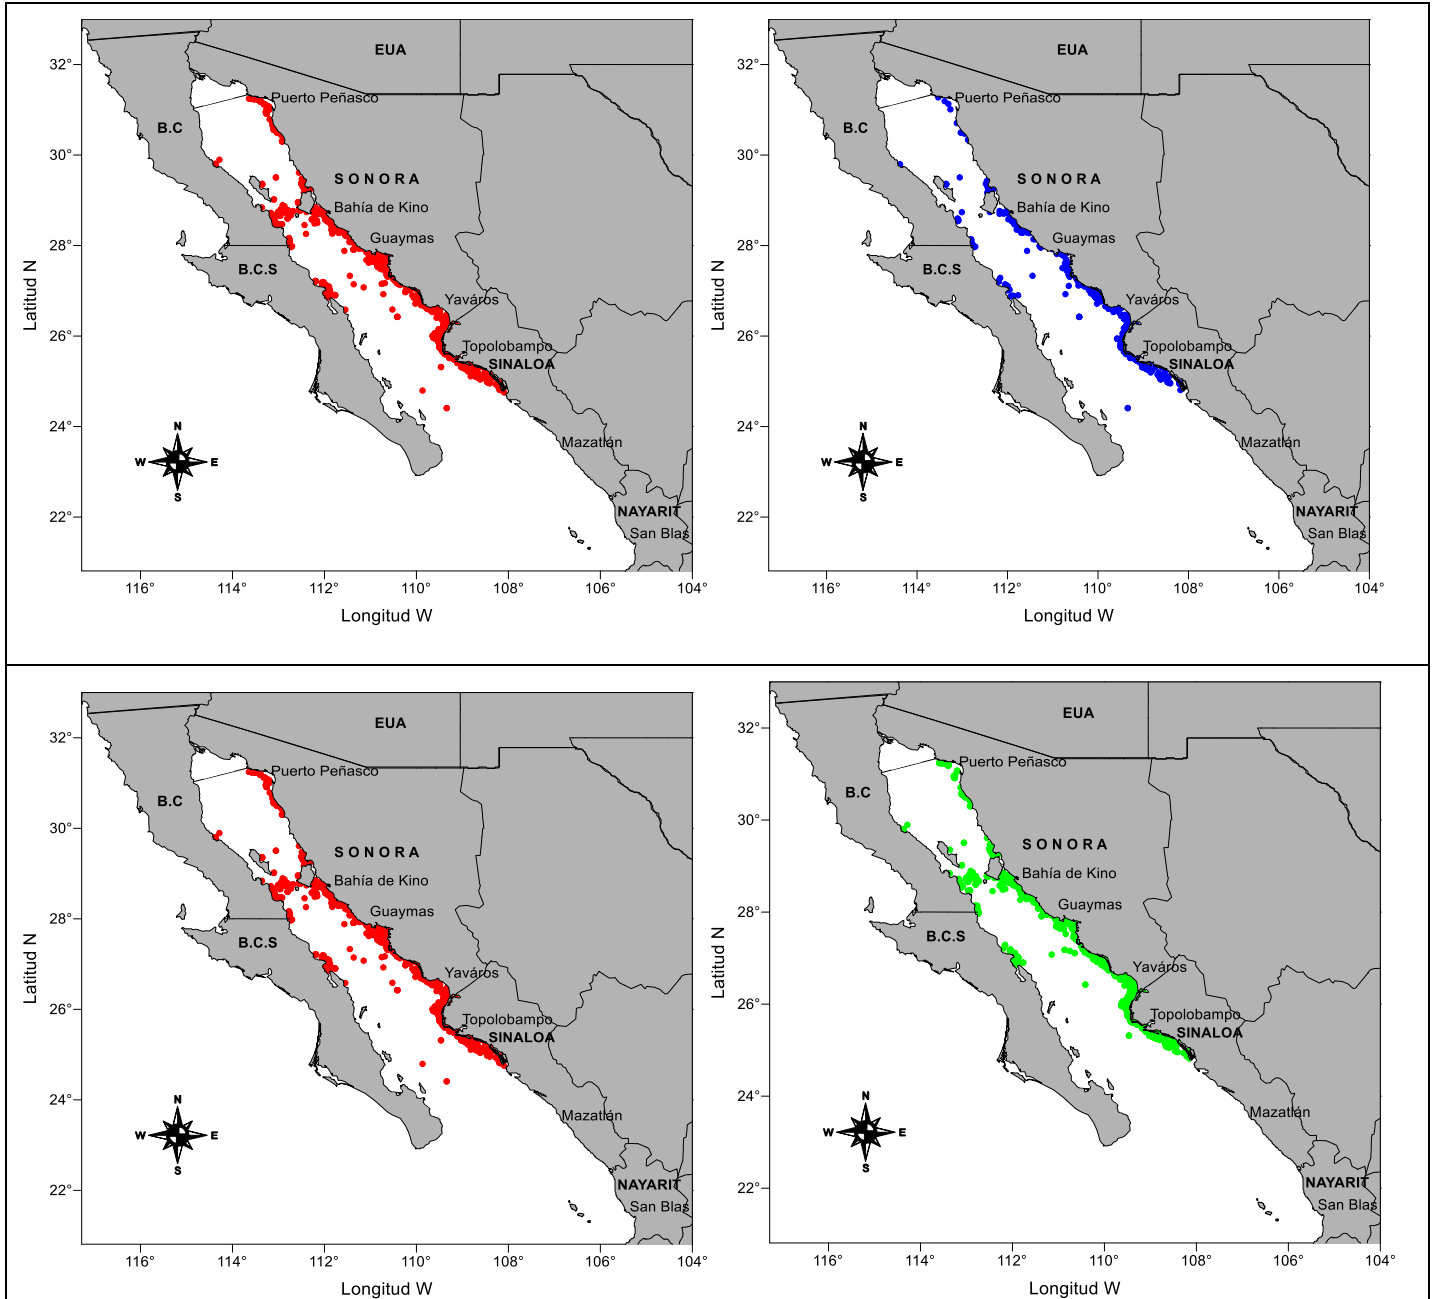 EUA
32°
Puerto Peñasco
B.C
30°
SONORA
Bahía de Kino
Guaymas
28°
B.C.S
Latitud N
Yaváros
26°
Topolobampo
SINALOA
24°
N
W E
S
Mazatlán
22°
NAYARIT
San Blas
116° 114° 112° 110° 108° 106° 104°
Longitud W
EUA
32°
Puerto Peñasco
B.C
30°
SONORA
Bahía de Kino
Guaymas
28°
B.C.S
Latitud N
Yaváros
26°
Topolobampo
SINALOA
24°
N
W E
S
Mazatlán
22°
NAYARIT
San Blas
116° 114° 112° 110° 108° 106° 104°
Longitud W
EUA
32°
Puerto Peñasco
B.C
30°
SONORA
Bahía de Kino
Guaymas
28°
B.C.S
Latitud N
Yaváros
26°
Topolobampo
SINALOA
24°
N
W E
S
Mazatlán
22°
NAYARIT
San Blas
116° 114° 112° 110° 108° 106° 104°
Longitud W
EUA
32°
Puerto Peñasco
B.C
30°
SONORA
Bahía de Kino
Guaymas
28°
B.C.S
Latitud N
Yaváros
26°
Topolobampo
SINALOA
24°
N
W E
S
Mazatlán
22°
NAYARIT
San Blas
116° 114° 112° 110° 108° 106° 104°
Longitud W